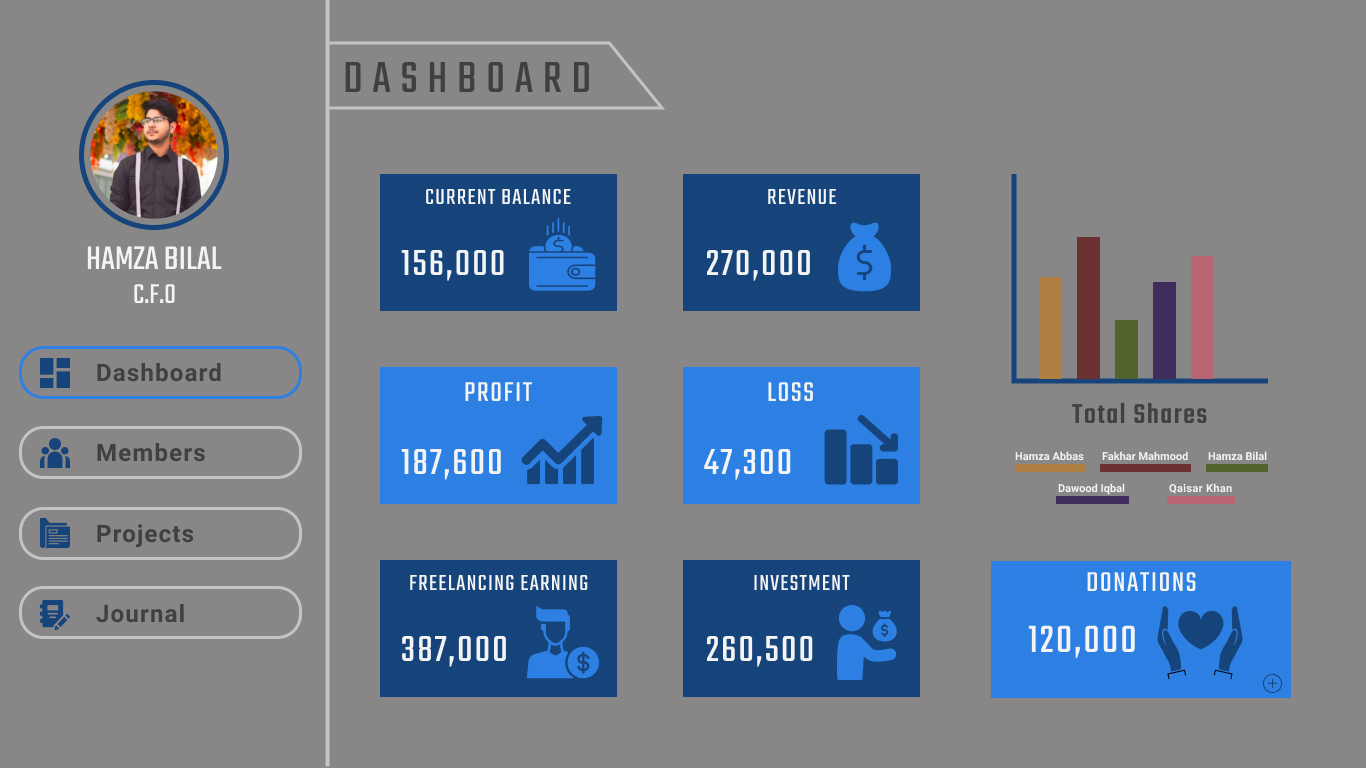 DASHBOARD
HAMZA BILAL
C.F.O
Dashboard
Members
Projects
Journal
CURRENT BALANCE
156,000
REVENUE
270,000
PROFIT
187,600
LOSS
47,300
FREELANCING EARNING
387,000
INVESTMENT
260,500
Total Shares
Hamza Abbas Fakhar Mahmood Hamza Bilal
Dawood Iqbal Qaisar Khan
DONATIONS
120,000